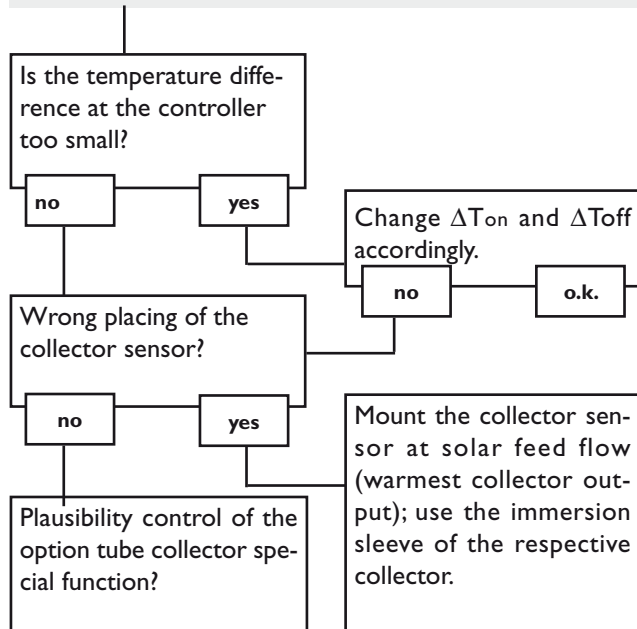 Is the temperature diffe-
rence at the controller
too small?
no
yes
Change ΔTon and ΔToff
accordingly.
no
o.k.
Wrong placing of the
collector sensor?
no
yes
Mount the collector sen-
sor at solar feed flow
(warmest collector out-
put); use the immersion
sleeve of the respective
collector.
Plausibility control of the
option tube collector spe-
cial function?